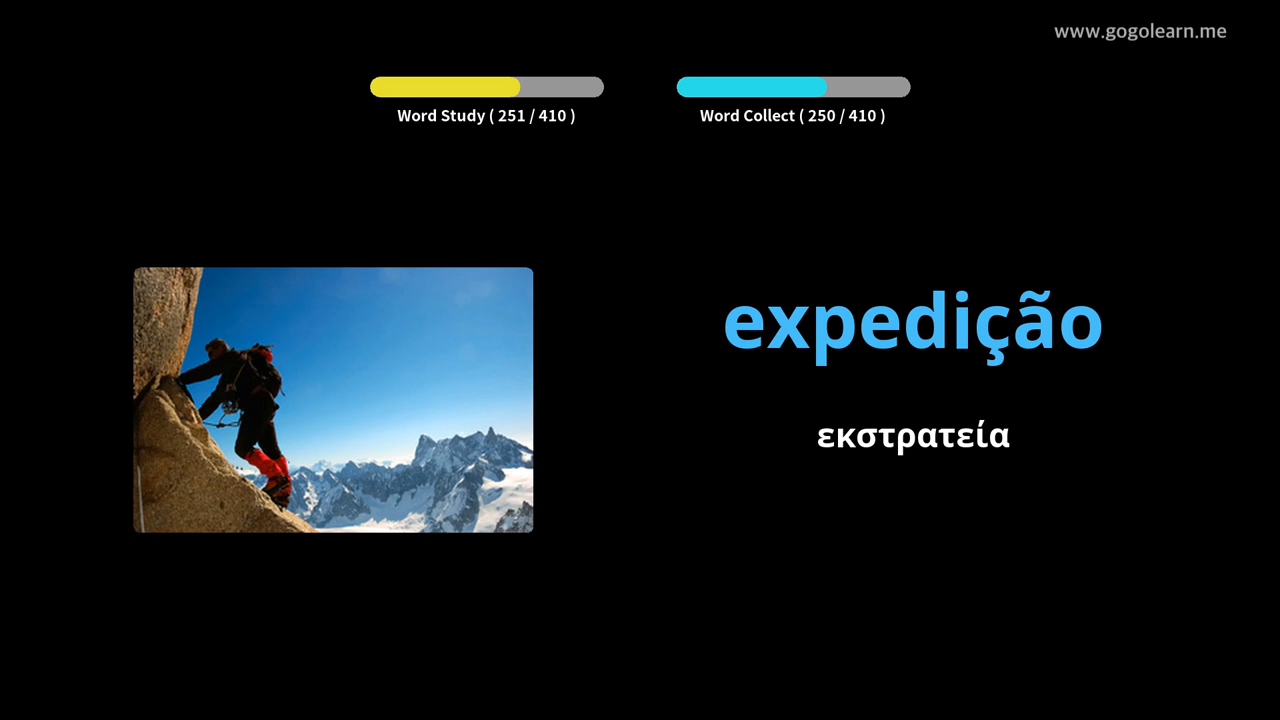 www.gogolearn.me
Word Study ( 251 / 410 )
Word Collect ( 250 / 410 )
expedição
εκστρατεία